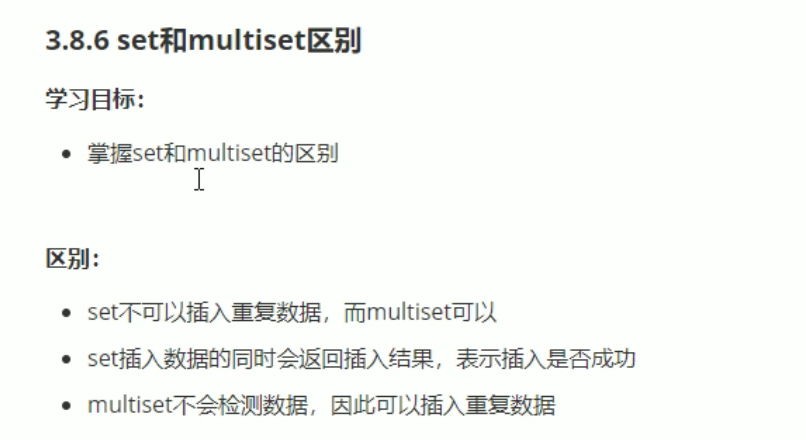 3.8.6 set和multiset区别
学习目标：
掌握set和multiset的区别
区别：
set不可以插入重复数据，而multiset可以
set插入数据的同时会返回插入结果，表示插入是否成功
multiset不会检测数据，因此可以插入重复数据